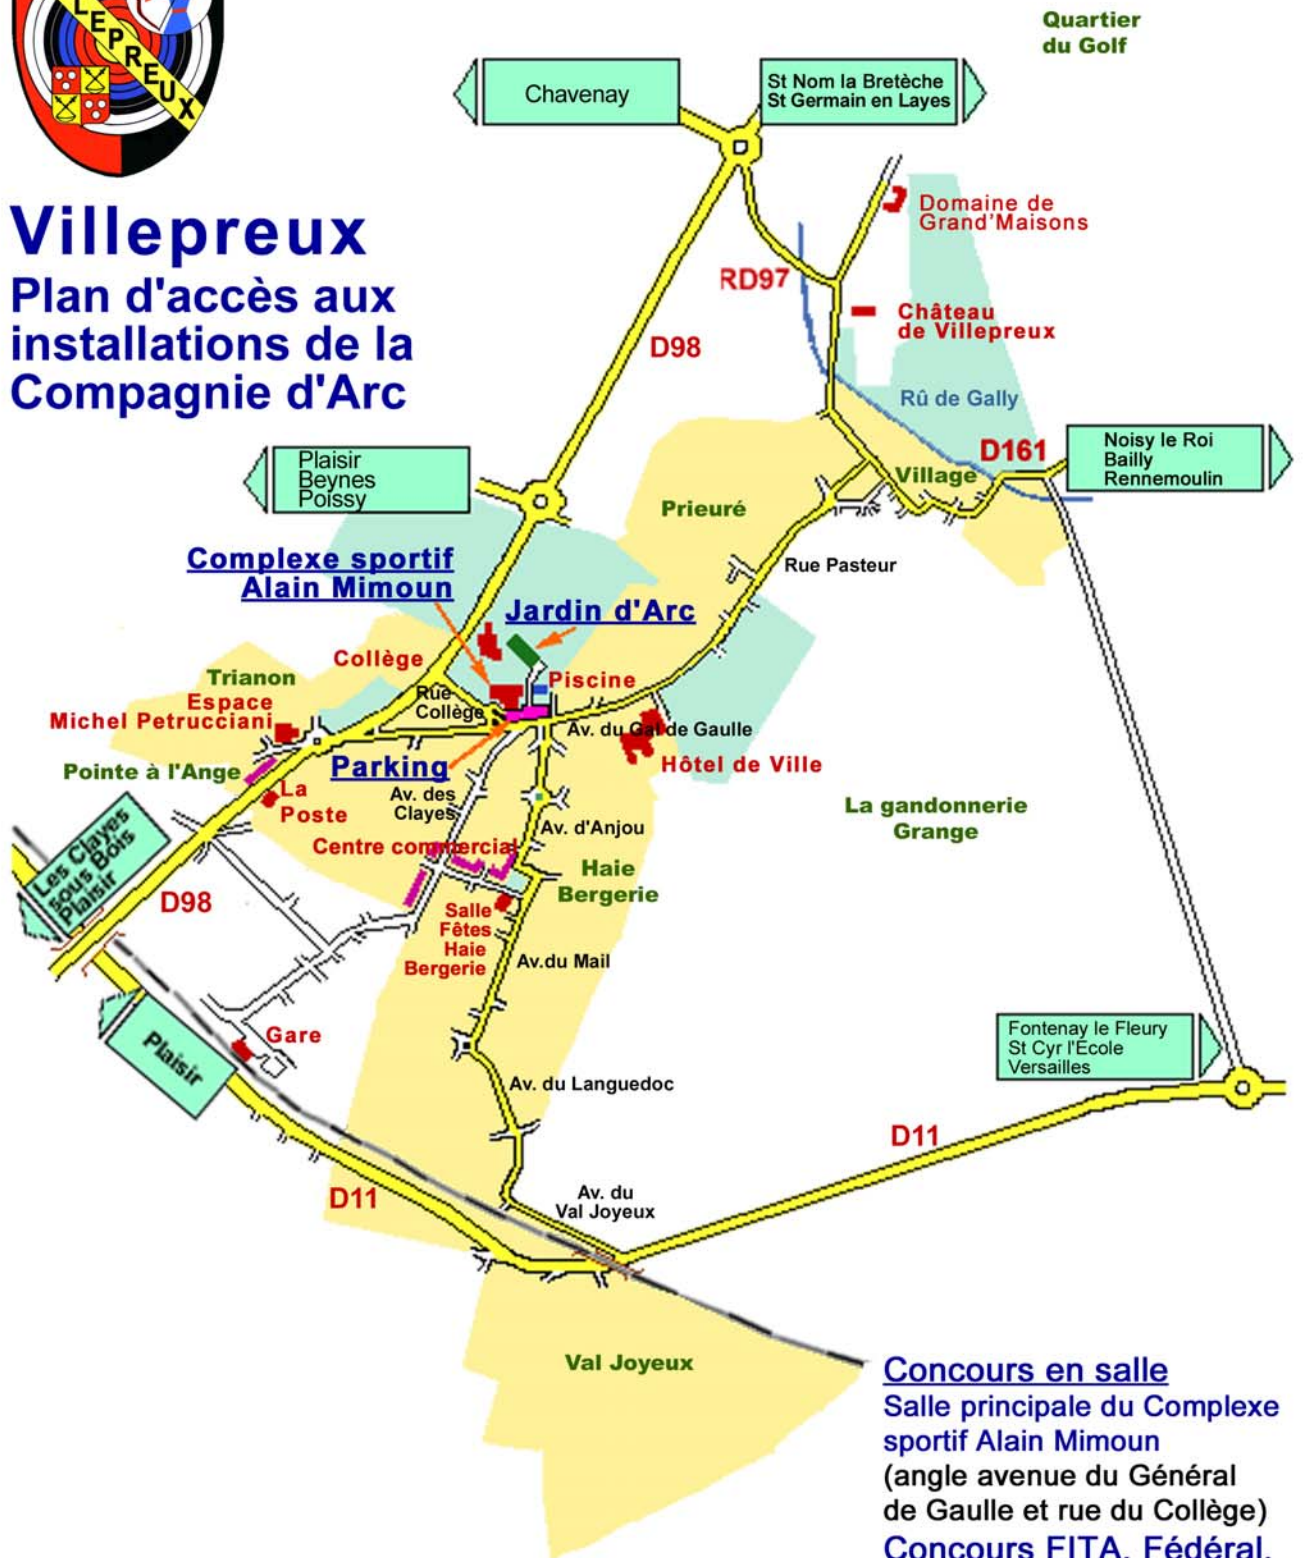 LEPREUX
Quartier
du Golf
Chavenay
St Nom la Bretèche
St Germain en Layes
Villepreux
Plan d'accès aux
installations de la
Compagnie d'Arc
Domaine de
Grand'Maisons
RD97
Château
de Villepreux
D98
Rû de Gally
D161
Noisy le Roi
Bailly
Rennemoulin
Plaisir
Beynes
Poissy
Village
Prieuré
Rue Pasteur
Complexe sportif
Alain Mimoun
Jardin d'Arc
Collège
Trianon
Espace
Michel Petrucciani
Piscine
Rue
Collège
Av. du Gal de Gaulle
Hôtel de Ville
Pointe à l'Ange
Parking
La
Poste
Av. des
Clayes
Av. d'Anjou
La gandonnerie
Grange
Centre commercial
Haie
Bergerie
Les Clayes
sous Bois
Plaisir
D98
Salle
Fêtes
Haie
Bergerie
Av.du Mail
Gare
Plaisir
Fontenay le Fleury
St Cyr l'École
Versailles
Av. du Languedoc
D11
D11
Av. du
Val Joyeux
Val Joyeux
Concours en salle
Salle principale du Complexe
sportif Alain Mimoun
(angle avenue du Général
de Gaulle et rue du Collège)
Concours FITA, Fédéral,